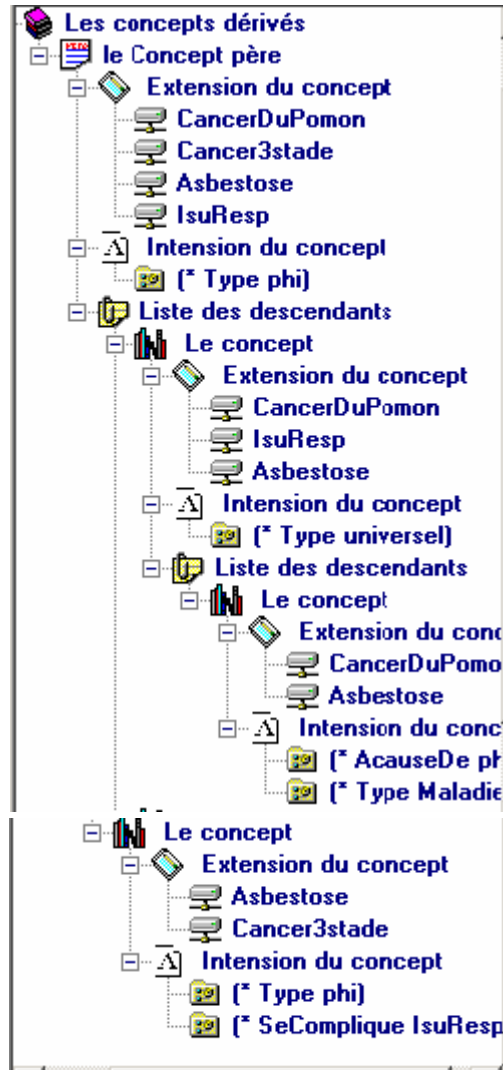 Les concepts dérivés
le Concept père
Extension du concept
CancerDuPomon
Cancer3stade
Asbestose
IsuResp
Intension du concept
(* Type phi)
Liste des descendants
Le concept
Extension du concept
CancerDuPomon
IsuResp
Asbestose
Intension du concept
(* Type universel)
Liste des descendants
Le concept
Extension du conc
CancerDuPomo
Asbestose
Intension du conc
(* AcauseDe ph
(* Type Maladie
Le concept
Extension du concept
Asbestose
Cancer3stade
Intension du concept
(* Type phi)
(* SeComplique IsuResp